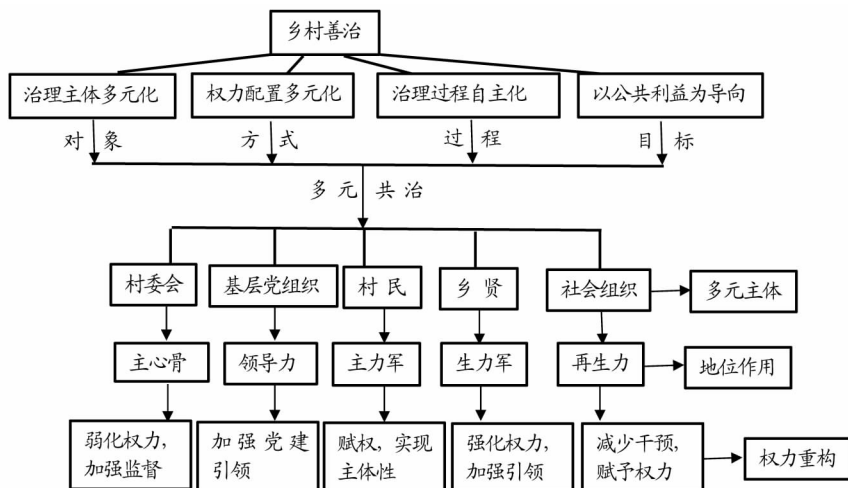 乡村善治
治理主体多元化 权力配置多元化 治理过程自主化 以公共利益为导向
对 象 方 式 过 程 目 标
多 元 共 治
村委会 基层党组织 村 民 乡 贤 社会组织 多元主体
主心骨 领导力 主力军 生力军 再生力 地位作用
弱化权力, 加 强 党 建 赋权, 实现 强化权力, 减少干预, 权力重构
加强监督 引领 主体性 加强引领 赋予权力